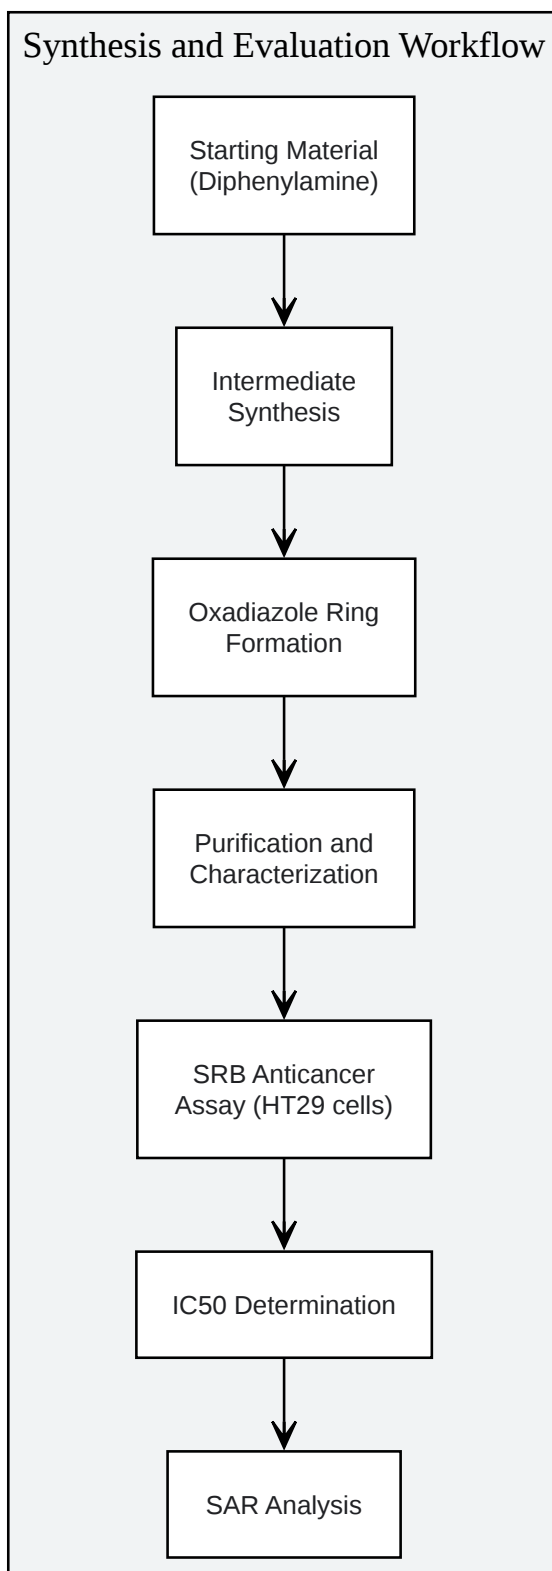 Synthesis and Evaluation Workflow
Starting Material
(Diphenylamine)
Intermediate
Synthesis
Oxadiazole Ring
Formation
Purification and
Characterization
SRB Anticancer
Assay (HT29 cells)
IC50 Determination
SAR Analysis